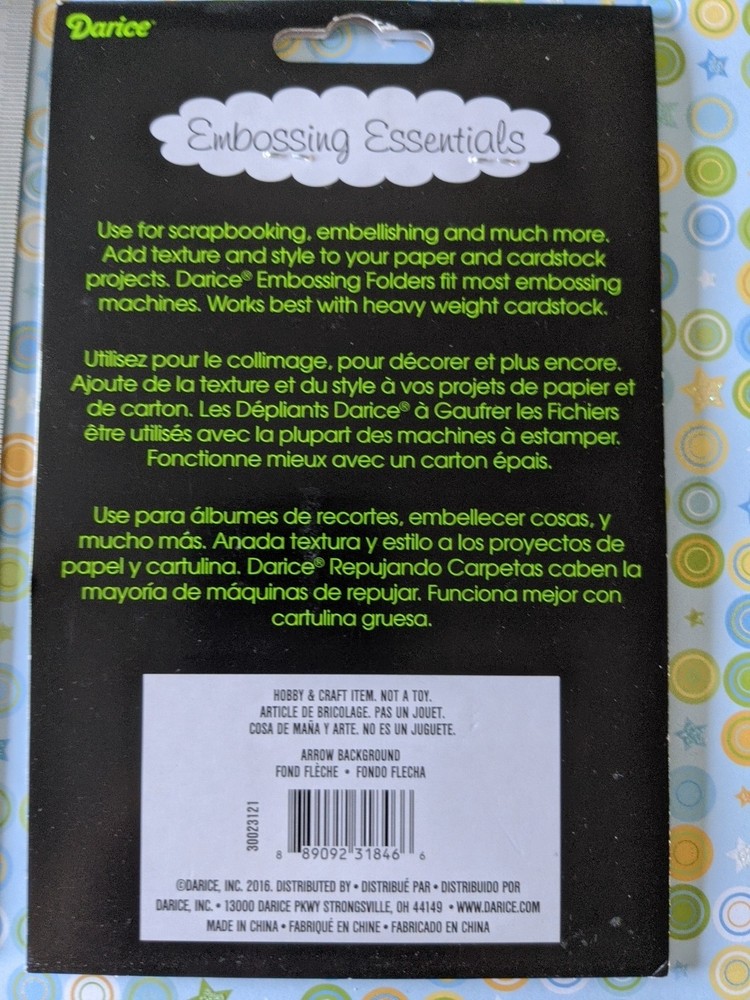 Darice
Embossing Essentials
Use for scrapbooking, embellishing and much more.
Add texture and style to your paper and cardstock
projects. Darice® Embossing Folders fit most embossing
machines. Works best with heavy weight cardstock.
Utilisez pour le collimage, pour décorer et plus encore.
Ajoute de la texture et du style à vos projets de papier et
de carton. Les Dépliants Darice® à Gaufrer les Fichiers
être utilisés avec la plupart des machines à estamper.
Fonctionne mieux avec un carton épais.
Use para álbumes de recortes, embellecer cosas, y
mucho más. Anada textura y estilo a los proyectos de
papel y cartulina. Darice® Repujando Carpetas caben la
mayoría de máquinas de repujar. Funciona mejor con
cartulina gruesa.
HOBBY & CRAFT ITEM. NOT A TOY.
ARTICLE DE BRICOLAGE. PAS UN JOUET.
COSA DE MAÑA Y ARTE. NO ES UN JUGUETE.
ARROW BACKGROUND
FOND FLÈCHE • FONDO FLECHA
30023121
8 89092 31846 6
©DARICE, INC. 2016. DISTRIBUTED BY • DISTRIBUÉ PAR • DISTRIBUIDO POR
DARICE, INC. • 13000 DARICE PKWY STRONGSVILLE, OH 44149 • WWW.DARICE.COM
MADE IN CHINA • FABRIQUÉ EN CHINE • FABRICADO EN CHINA